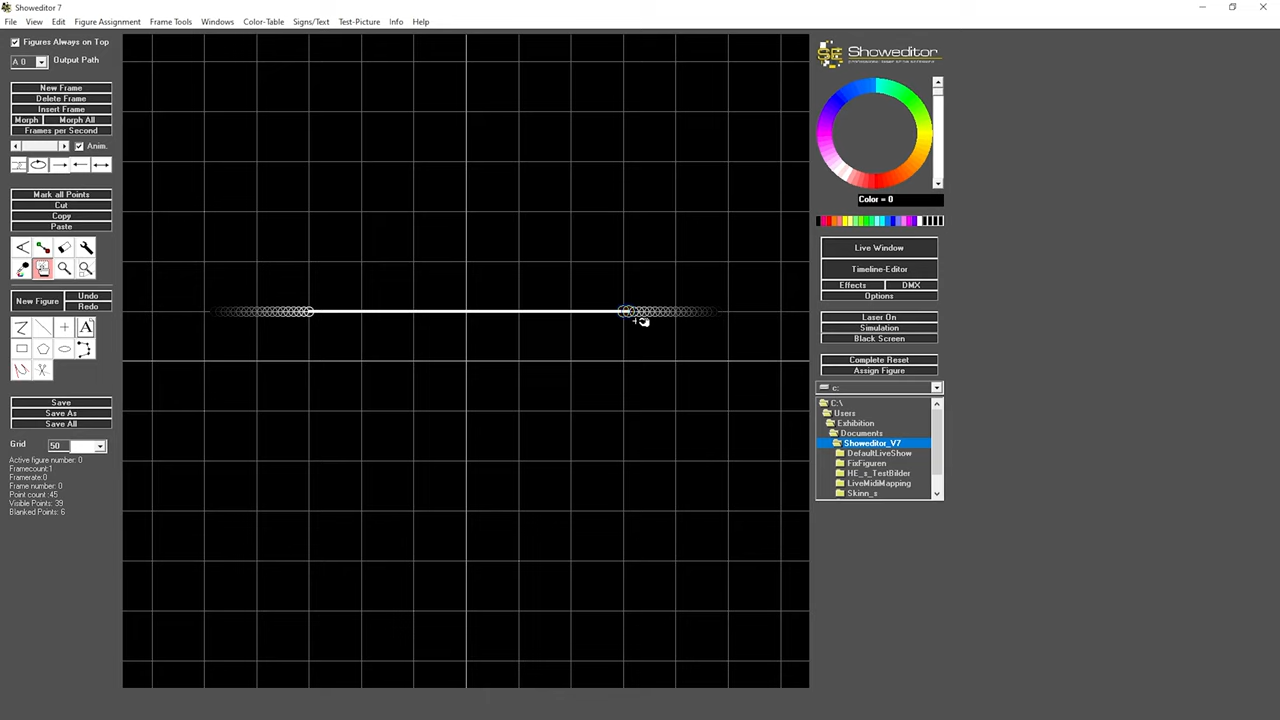 Showeditor 7
File View Edit Figure Assignment Frame Tools Windows Color-Table Signs/Text Test-Picture Info Help
Figures Always on Top
A 0 Output Path
New Frame
Delete Frame
Insert Frame
Morph Morph All
Frames per Second
Anim.
Mark all Points
Cut
Copy
Paste
New Figure Undo
Redo
A
Save
Save As
Save All
Grid 50
Active figure number: 0
Framecount:1
Framerate:0
Frame number: 0
Point count :45
Visible Points: 39
Blanked Points: 6
SE Showeditor
Color = 0
Live Window
Timeline-Editor
Effects DMX
Options
Laser On
Simulation
Black Screen
Complete Reset
Assign Figure
c:
C:\
Users
Exhibition
Documents
Showeditor_V7
DefaultLiveShow
FixFiguren
HE_s_TestBilder
LiveMidiMapping
Skinn_s